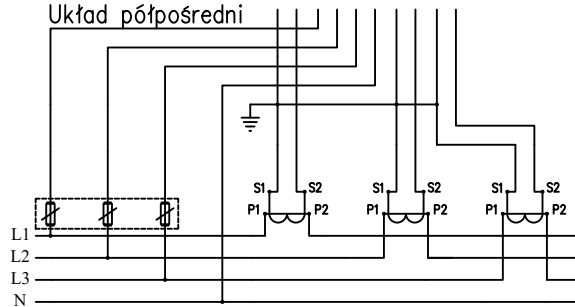 Układ półpośredni
S1 S2 S1 S2 S1 S2
P1 P2 P1 P2 P1 P2
L1
L2
L3
N